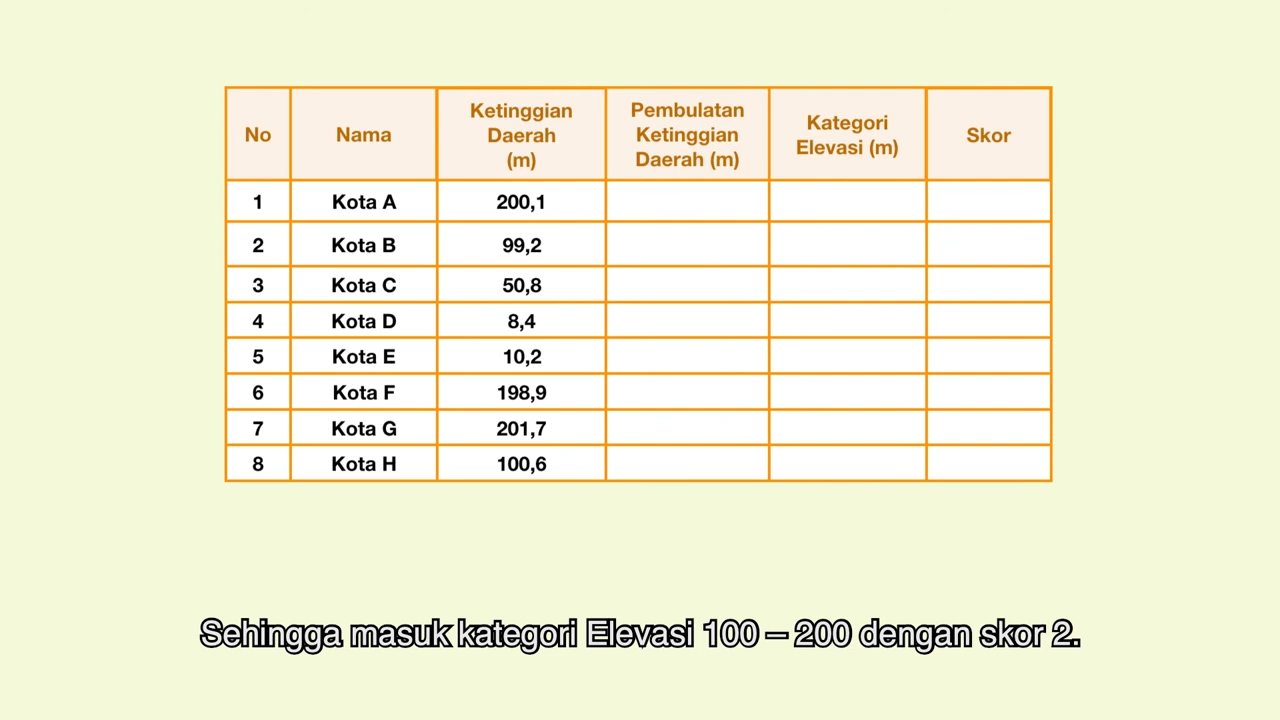 No Nama Ketinggian Daerah (m) Pembulatan Ketinggian Daerah (m) Kategori Elevasi (m) Skor
1 Kota A 200,1
2 Kota B 99,2
3 Kota C 50,8
4 Kota D 8,4
5 Kota E 10,2
6 Kota F 198,9
7 Kota G 201,7
8 Kota H 100,6
Sehingga masuk kategori Elevasi 100 – 200 dengan skor 2.